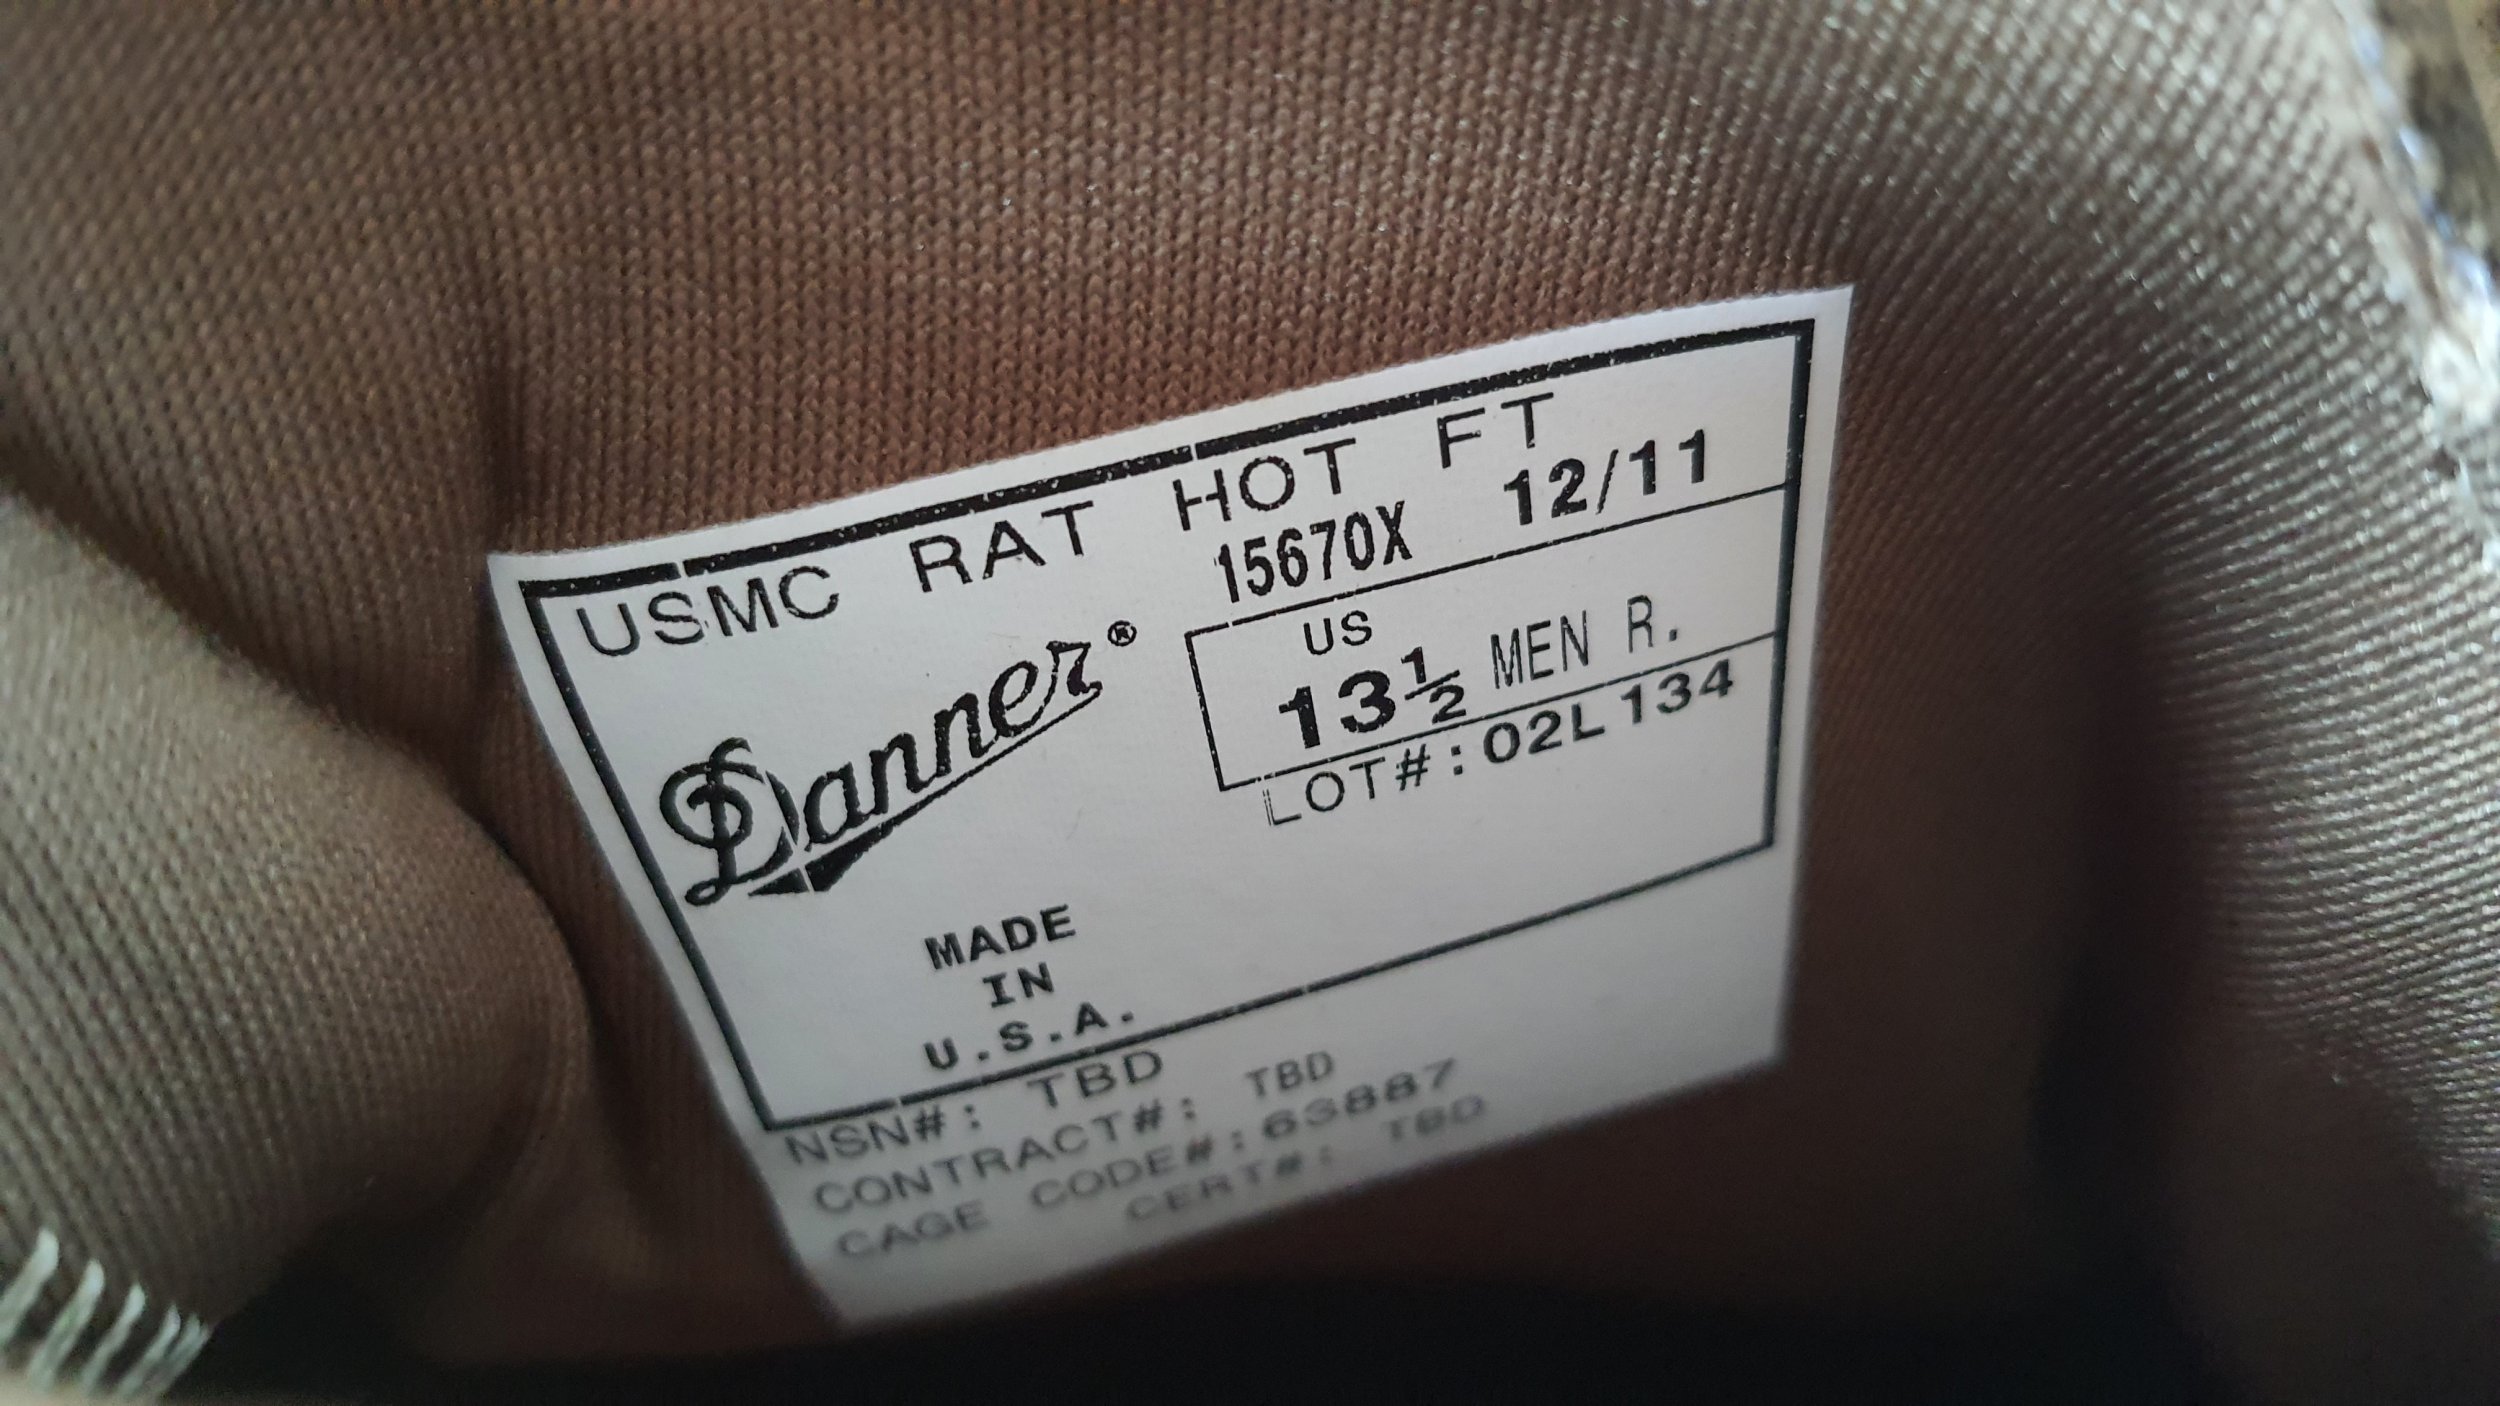 USMC RAT HOT FT
15670X 12/11
Danner®
US
13½ MEN R.
LOT#:02L134
MADE
IN
U.S.A.
NSN#: TBD
CONTRACT#: TBD
CAGE CODE#:63887
CERT#: TBD